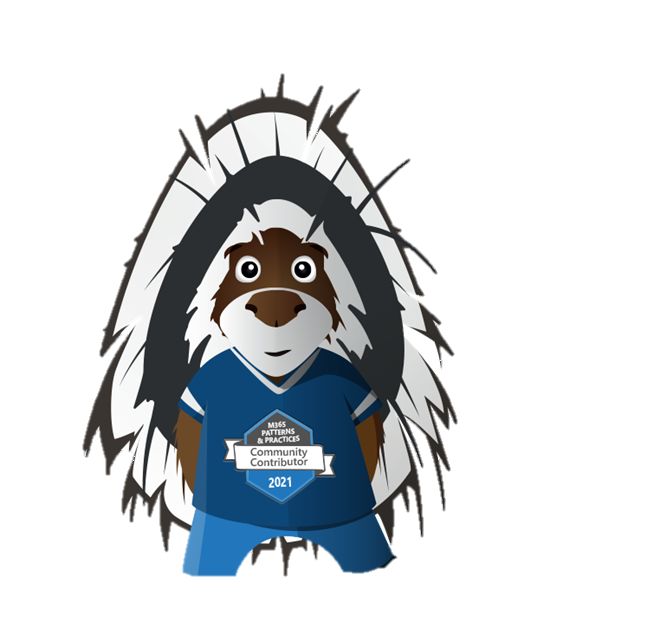 M365
PATTERNS
& PRACTICES
Community
Contributor
2021